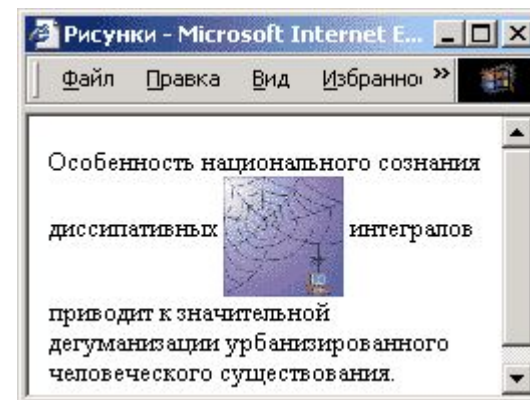 Рисунки - Microsoft Internet E...
Файл Правка Вид Избранно »
Особенность национального сознания
диссипативных интегралов
приводит к значительной
дегуманизации урбанизированного
человеческого существования.